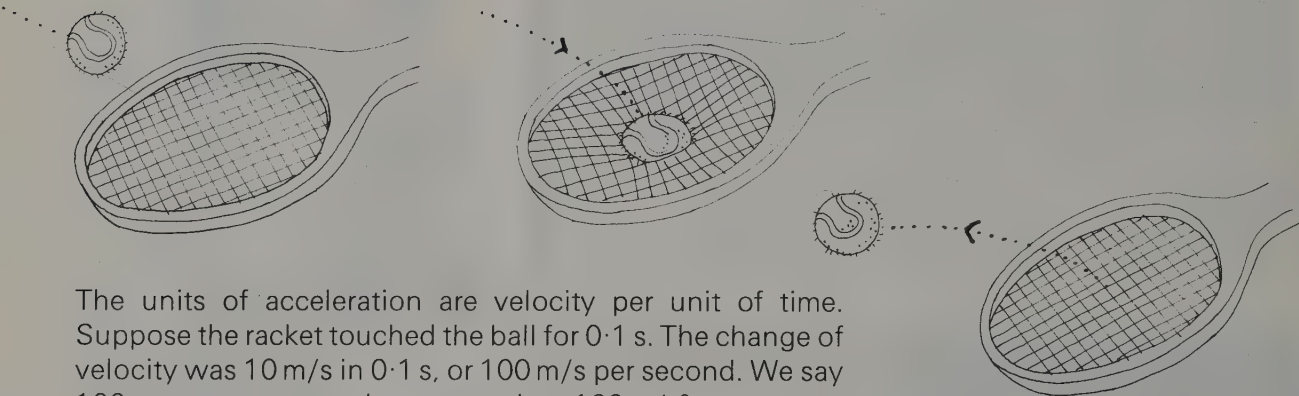 The units of acceleration are velocity per unit of time.
Suppose the racket touched the ball for 0·1 s. The change of
velocity was 10 m/s in 0·1 s, or 100 m/s per second. We say